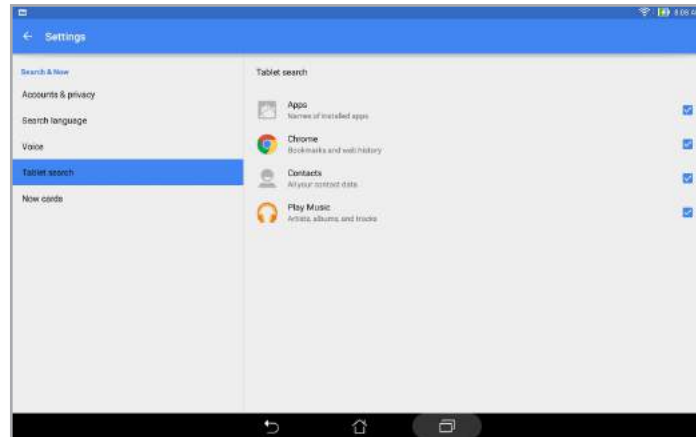 Settings
Search & Now
Accounts & privacy
Search language
Voice
Tablet search
Now cards
Tablet search
Apps
Names of installed apps
Chrome
Bookmarks and web history
Contacts
All your contact data
Play Music
Artists, albums, and tracks